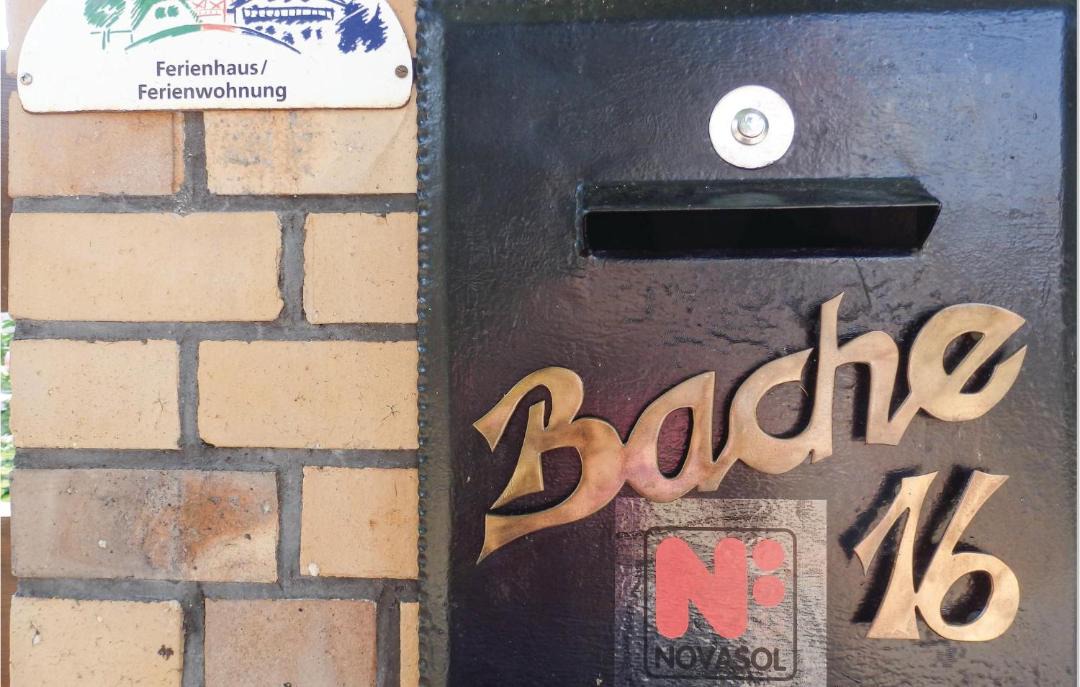 Ferienhaus/
Ferienwohnung
Bache
16
N:
NOVASOL